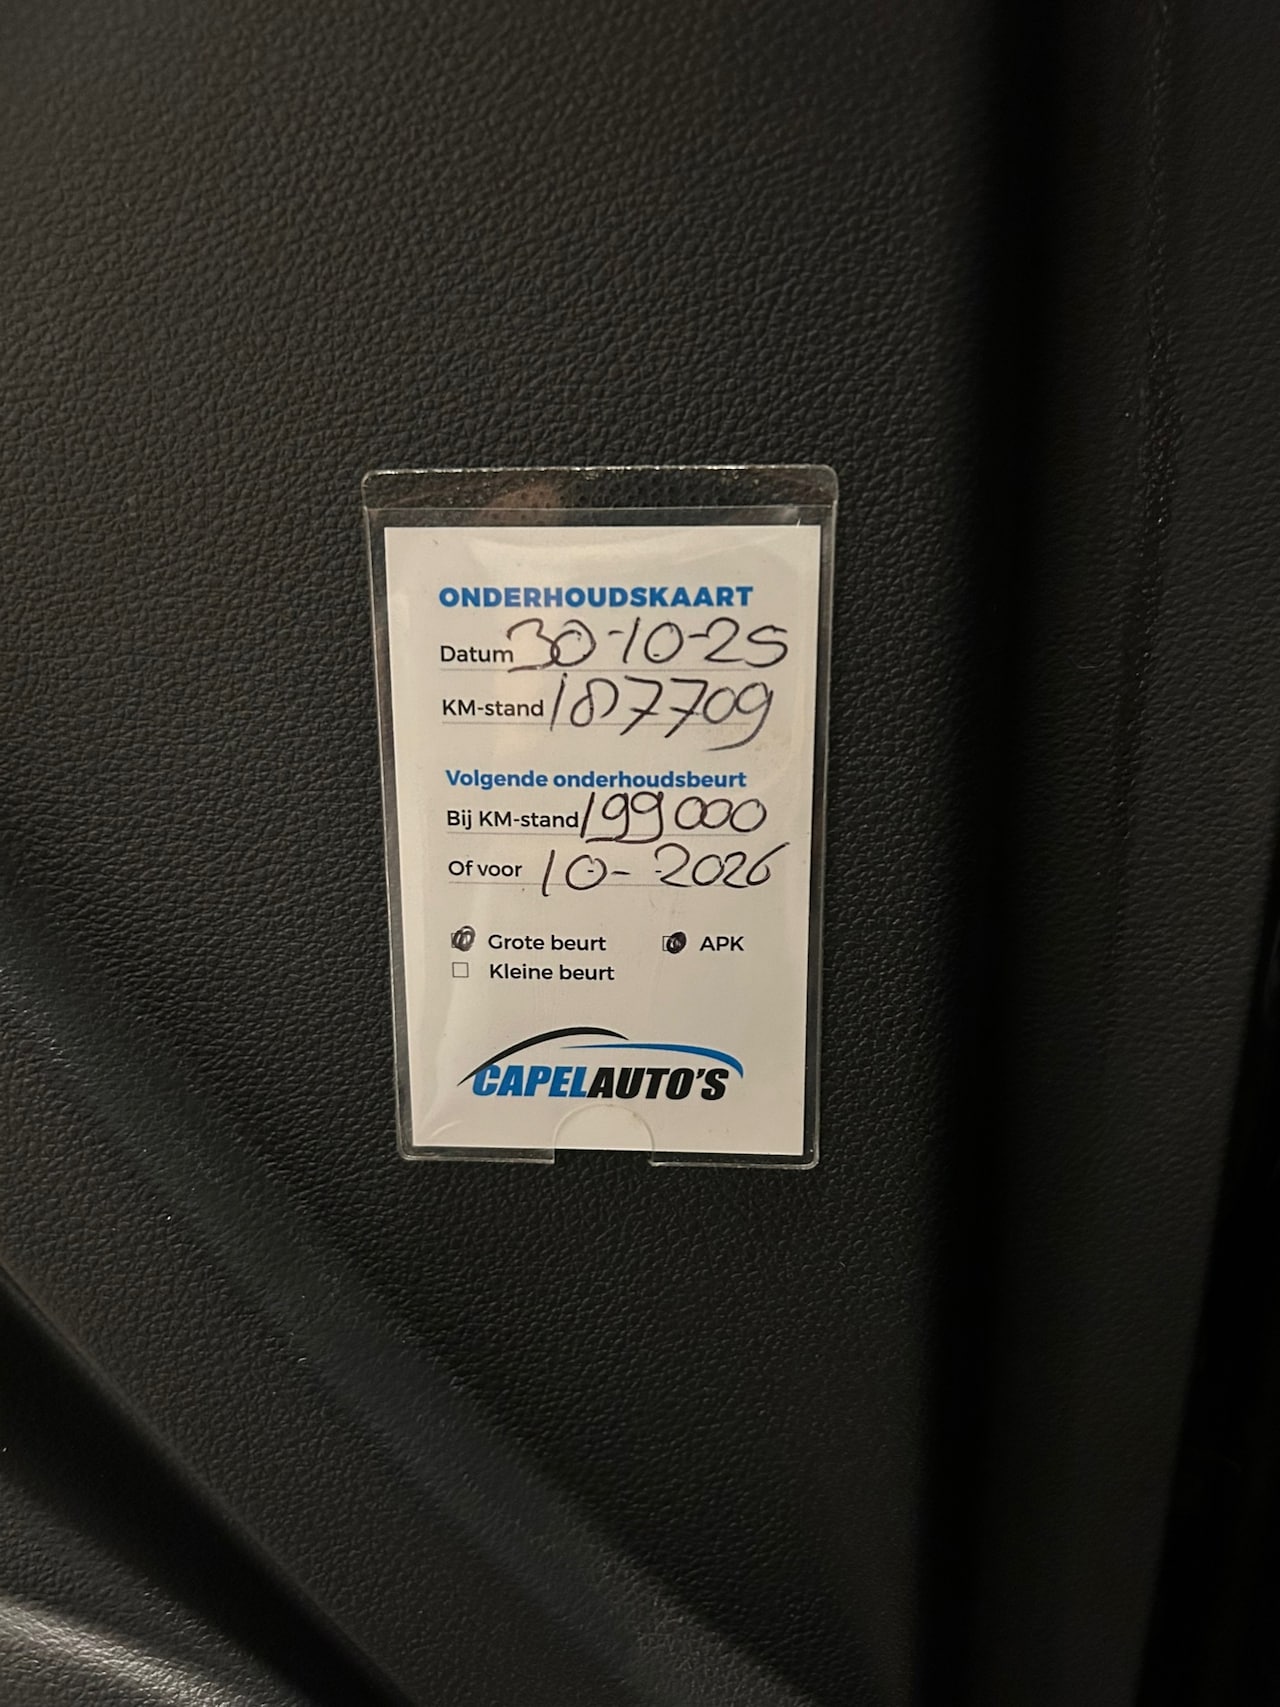 ONDERHOUDSKAART
Datum 30-10-25
KM-stand 187709
Volgende onderhoudsbeurt
Bij KM-stand 199000
Of voor 10-2026
Grote beurt APK
Kleine beurt
CAPELAUTO'S